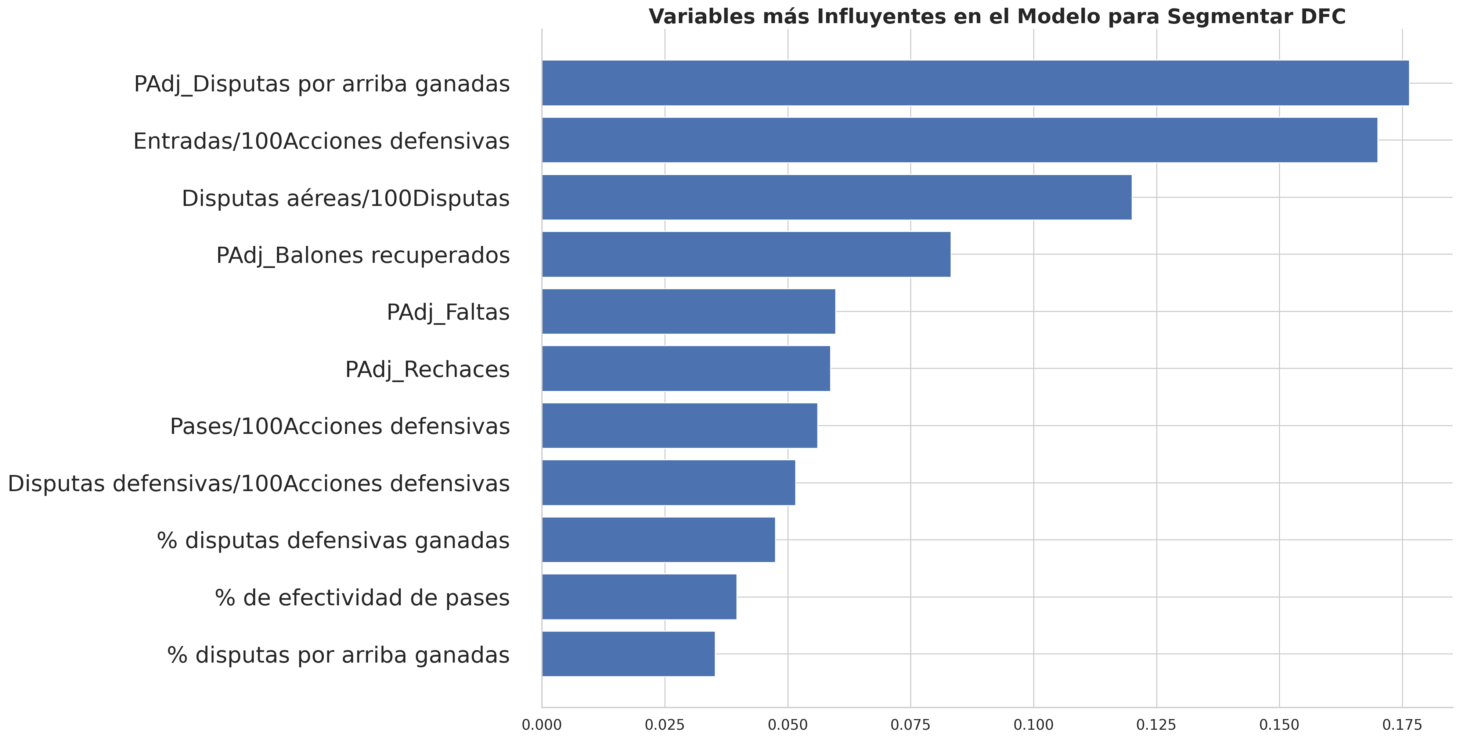 Variables más Influyentes en el Modelo para Segmentar DFC
PAdj_Disputas por arriba ganadas
Entradas/100Acciones defensivas
Disputas aéreas/100Disputas
PAdj_Balones recuperados
PAdj_Faltas
PAdj_Rechaces
Pases/100Acciones defensivas
Disputas defensivas/100Acciones defensivas
% disputas defensivas ganadas
% de efectividad de pases
% disputas por arriba ganadas
0.000 0.025 0.050 0.075 0.100 0.125 0.150 0.175